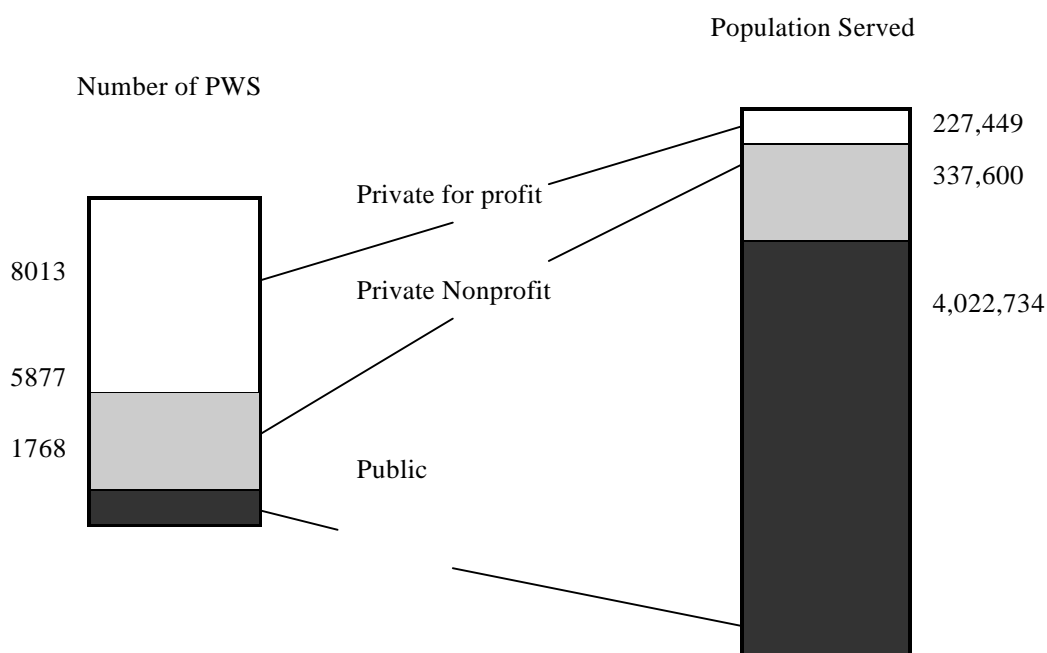 Population Served
Number of PWS
227,449
337,600
Private for profit
8013
Private Nonprofit
4,022,734
5877
1768
Public